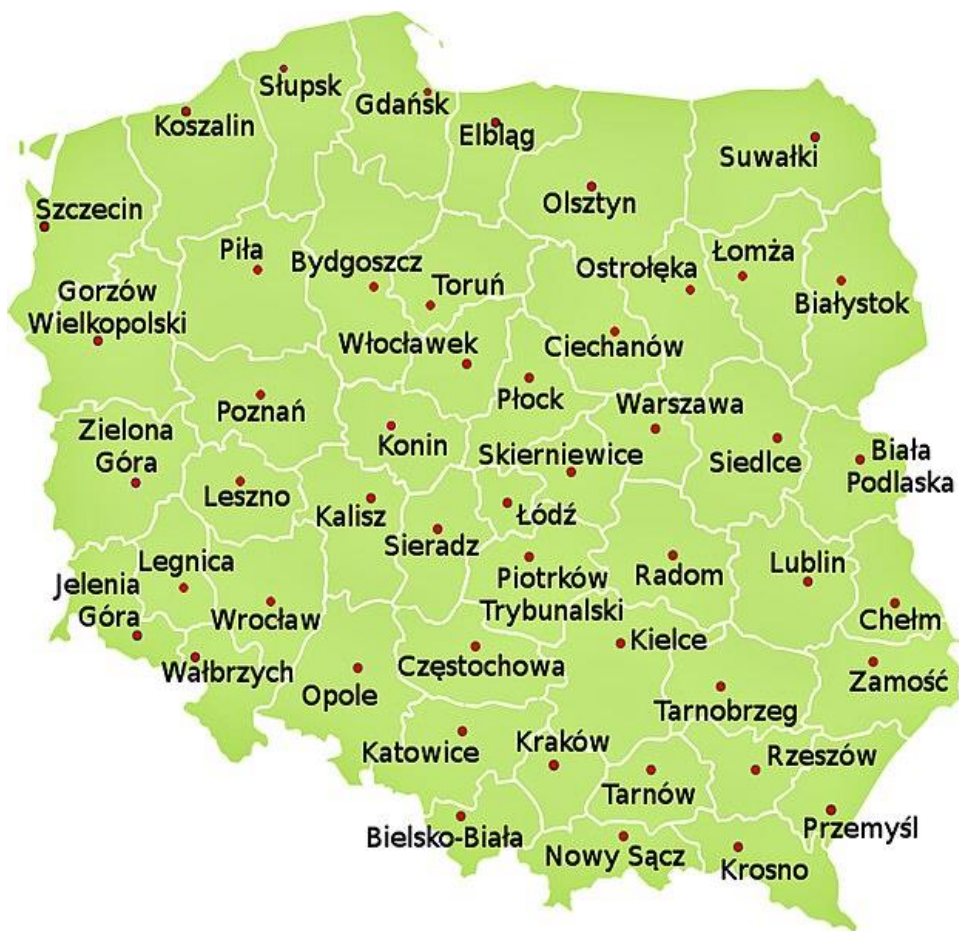 Słupsk
Gdańsk
Koszalin
Elbląg
Suwałki
Olsztyn
Szczecin
Piła
Bydgoszcz
Toruń
Ostrołęka
Łomża
Białystok
Gorzów
Wielkopolski
Włocławek
Ciechanów
Płock
Warszawa
Poznań
Zielona
Góra
Konin
Skierniewice
Siedlce
Biała
Podlaska
Leszno
Kalisz
Łódź
Sieradz
Legnica
Piotrków
Trybunalski
Radom
Lublin
Jelenia
Góra
Wrocław
Chełm
Kielce
Wałbrzych
Częstochowa
Opole
Zamość
Tarnobrzeg
Katowice
Kraków
Rzeszów
Tarnów
Bielsko-Biała
Przemyśl
Nowy Sącz
Krosno